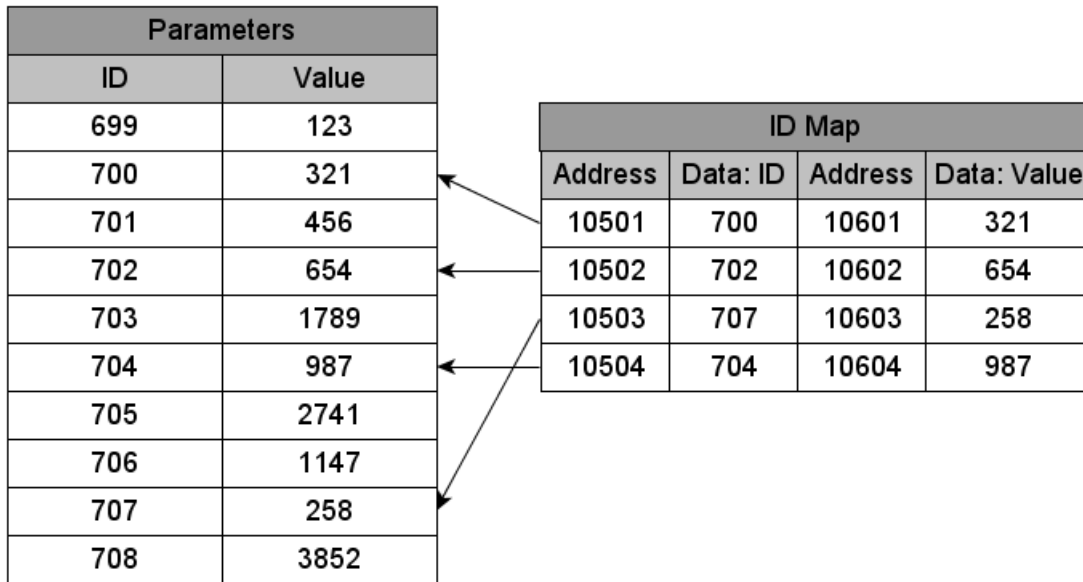 Parameters
ID Value
699 123
700 321
701 456
702 654
703 1789
704 987
705 2741
706 1147
707 258
708 3852
ID Map
Address Data: ID Address Data: Value
10501 700 10601 321
10502 702 10602 654
10503 707 10603 258
10504 704 10604 987